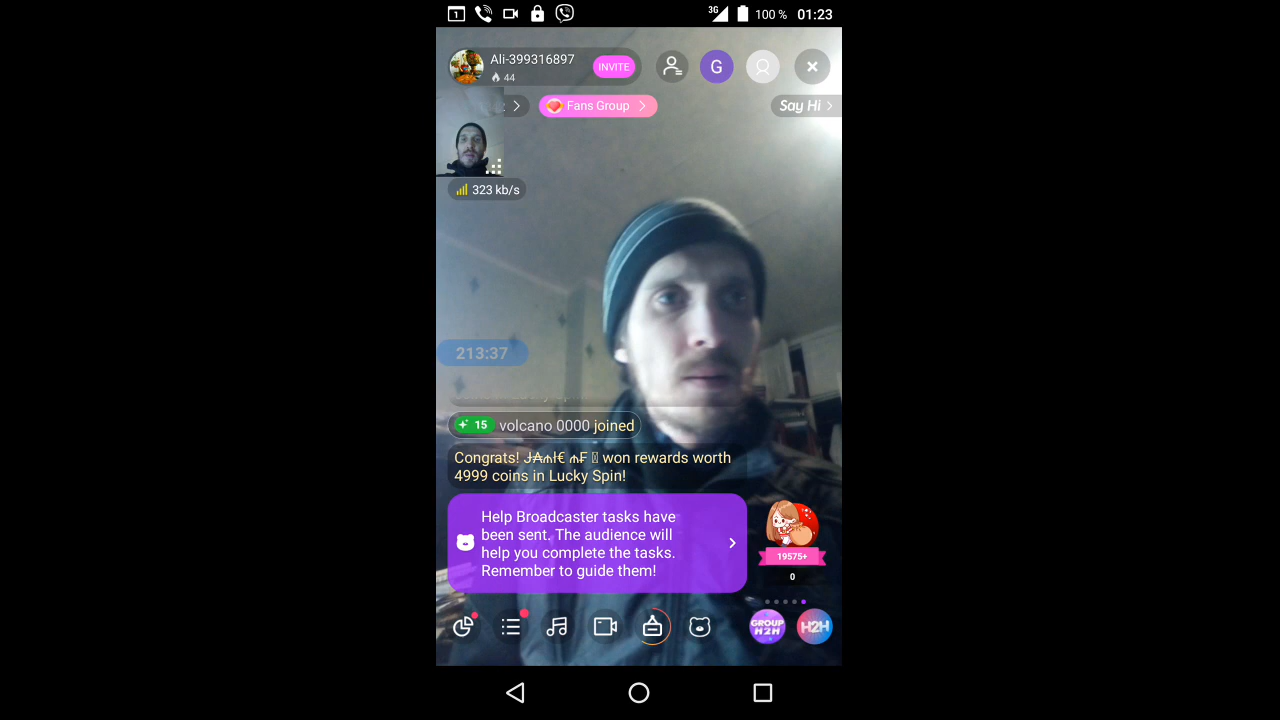 1
3G
100 %
01:23
Ali-399316897
INVITE
44
G
Fans Group
Say Hi
323 kb/s
213:37
15 volcano 0000 joined
Congrats! J₳₼ł€ ₼₣ won rewards worth
4999 coins in Lucky Spin!
Help Broadcaster tasks have
been sent. The audience will
help you complete the tasks.
Remember to guide them!
19575+
0
GROUP
H2H
H2H